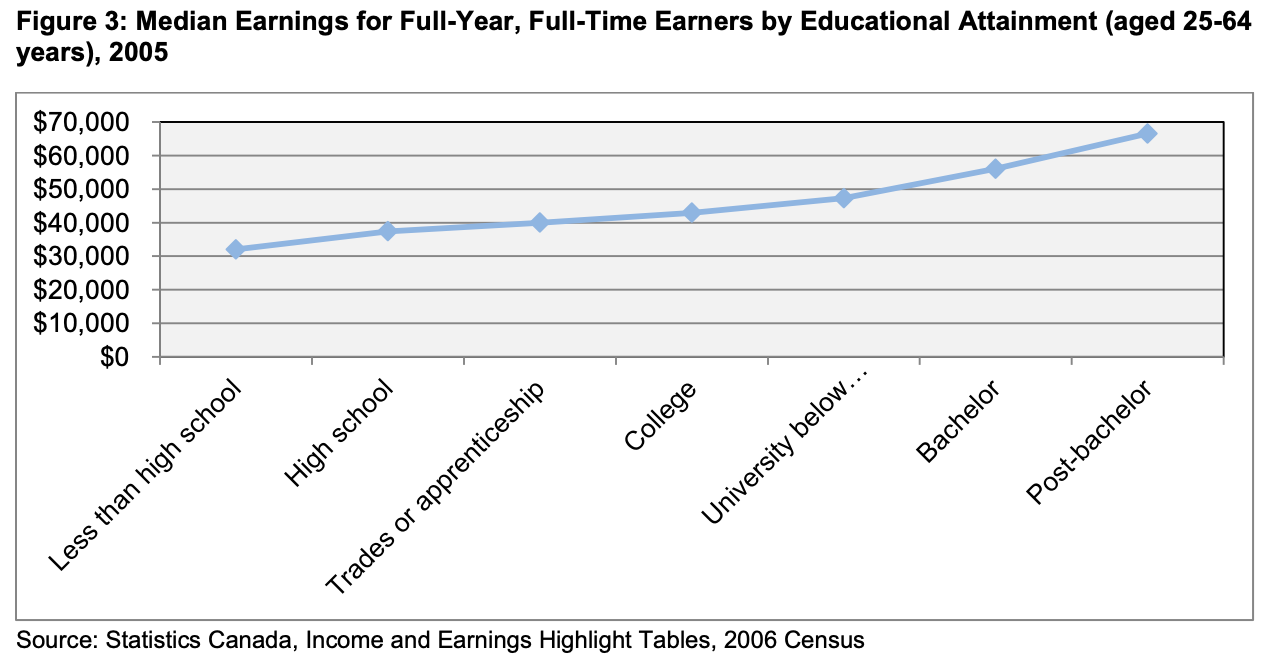 Figure 3: Median Earnings for Full-Year, Full-Time Earners by Educational Attainment (aged 25-64
years), 2005
$70,000
$60,000
$50,000
$40,000
$30,000
$20,000
$10,000
$0
Less than high school
High school
Trades or apprenticeship
College
University below…
Bachelor
Post-bachelor
Source: Statistics Canada, Income and Earnings Highlight Tables, 2006 Census